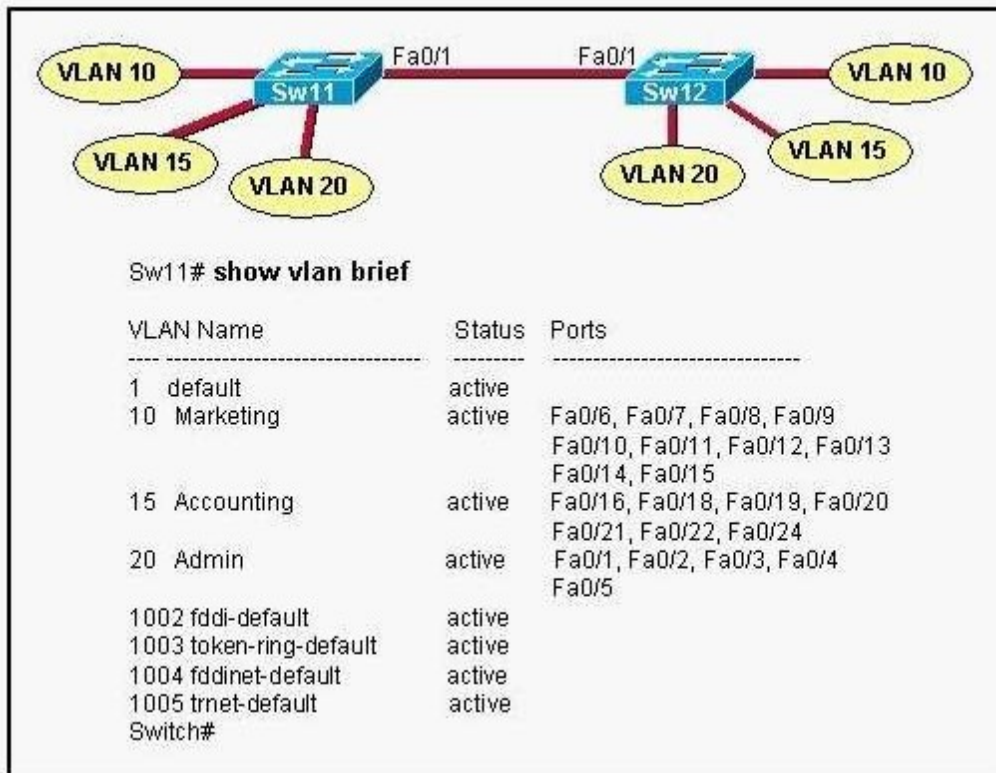 Fa0/1 Fa0/1
VLAN 10 Sw11 Sw12 VLAN 10
VLAN 15 VLAN 20 VLAN 20 VLAN 15
Sw11# show vlan brief
VLAN Name Status Ports
---- -------------------------------- --------- -------------------------------
1 default active
10 Marketing active Fa0/6, Fa0/7, Fa0/8, Fa0/9
Fa0/10, Fa0/11, Fa0/12, Fa0/13
Fa0/14, Fa0/15
15 Accounting active Fa0/16, Fa0/18, Fa0/19, Fa0/20
Fa0/21, Fa0/22, Fa0/24
20 Admin active Fa0/1, Fa0/2, Fa0/3, Fa0/4
Fa0/5
1002 fddi-default active
1003 token-ring-default active
1004 fddinet-default active
1005 trnet-default active
Switch#